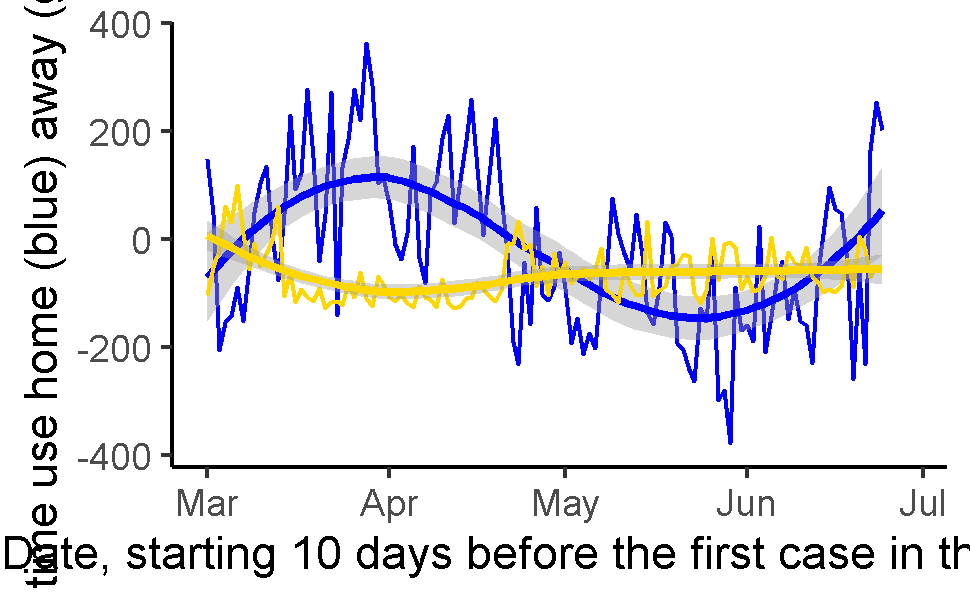 time use home (blue) away (
400
200
0
-200
-400
Mar Apr May Jun Jul
Date, starting 10 days before the first case in th